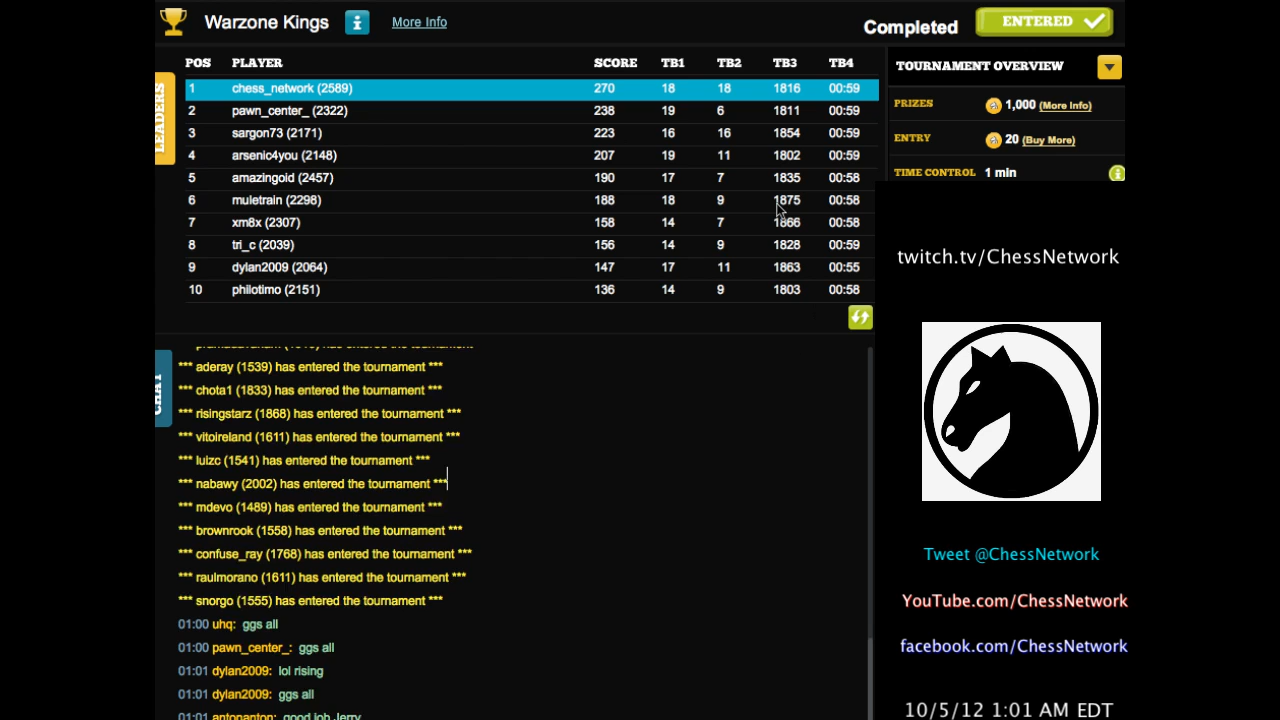 Warzone Kings i More Info
Completed ENTERED
LEADERS
POS PLAYER SCORE TB1 TB2 TB3 TB4
1 chess_network (2589) 270 18 18 1816 00:59
2 pawn_center_ (2322) 238 19 6 1811 00:59
3 sargon73 (2171) 223 16 16 1854 00:59
4 arsenic4you (2148) 207 19 11 1802 00:59
5 amazingoid (2457) 190 17 7 1835 00:58
6 muletrain (2298) 188 18 9 1875 00:58
7 xm8x (2307) 158 14 7 1866 00:58
8 tri_c (2039) 156 14 9 1828 00:59
9 dylan2009 (2064) 147 17 11 1863 00:55
10 philotimo (2151) 136 14 9 1803 00:58
TOURNAMENT OVERVIEW
PRIZES 1,000 (More Info)
ENTRY 20 (Buy More)
TIME CONTROL 1 min
CHAT
has entered the tournament
*** aderay (1539) has entered the tournament ***
*** chota1 (1833) has entered the tournament ***
*** risingstarz (1868) has entered the tournament ***
*** vitoireland (1611) has entered the tournament ***
*** luizc (1541) has entered the tournament ***
*** nabawy (2002) has entered the tournament ***
*** mdevo (1489) has entered the tournament ***
*** brownrook (1558) has entered the tournament ***
*** confuse_ray (1768) has entered the tournament ***
*** raulmorano (1611) has entered the tournament ***
*** snorgo (1555) has entered the tournament ***
01:00 uhq: ggs all
01:00 pawn_center_: ggs all
01:01 dylan2009: lol rising
01:01 dylan2009: ggs all
01:01 antonanton: good job Jerry
twitch.tv/ChessNetwork
Tweet @ChessNetwork
YouTube.com/ChessNetwork
facebook.com/ChessNetwork
10/5/12 1:01 AM EDT